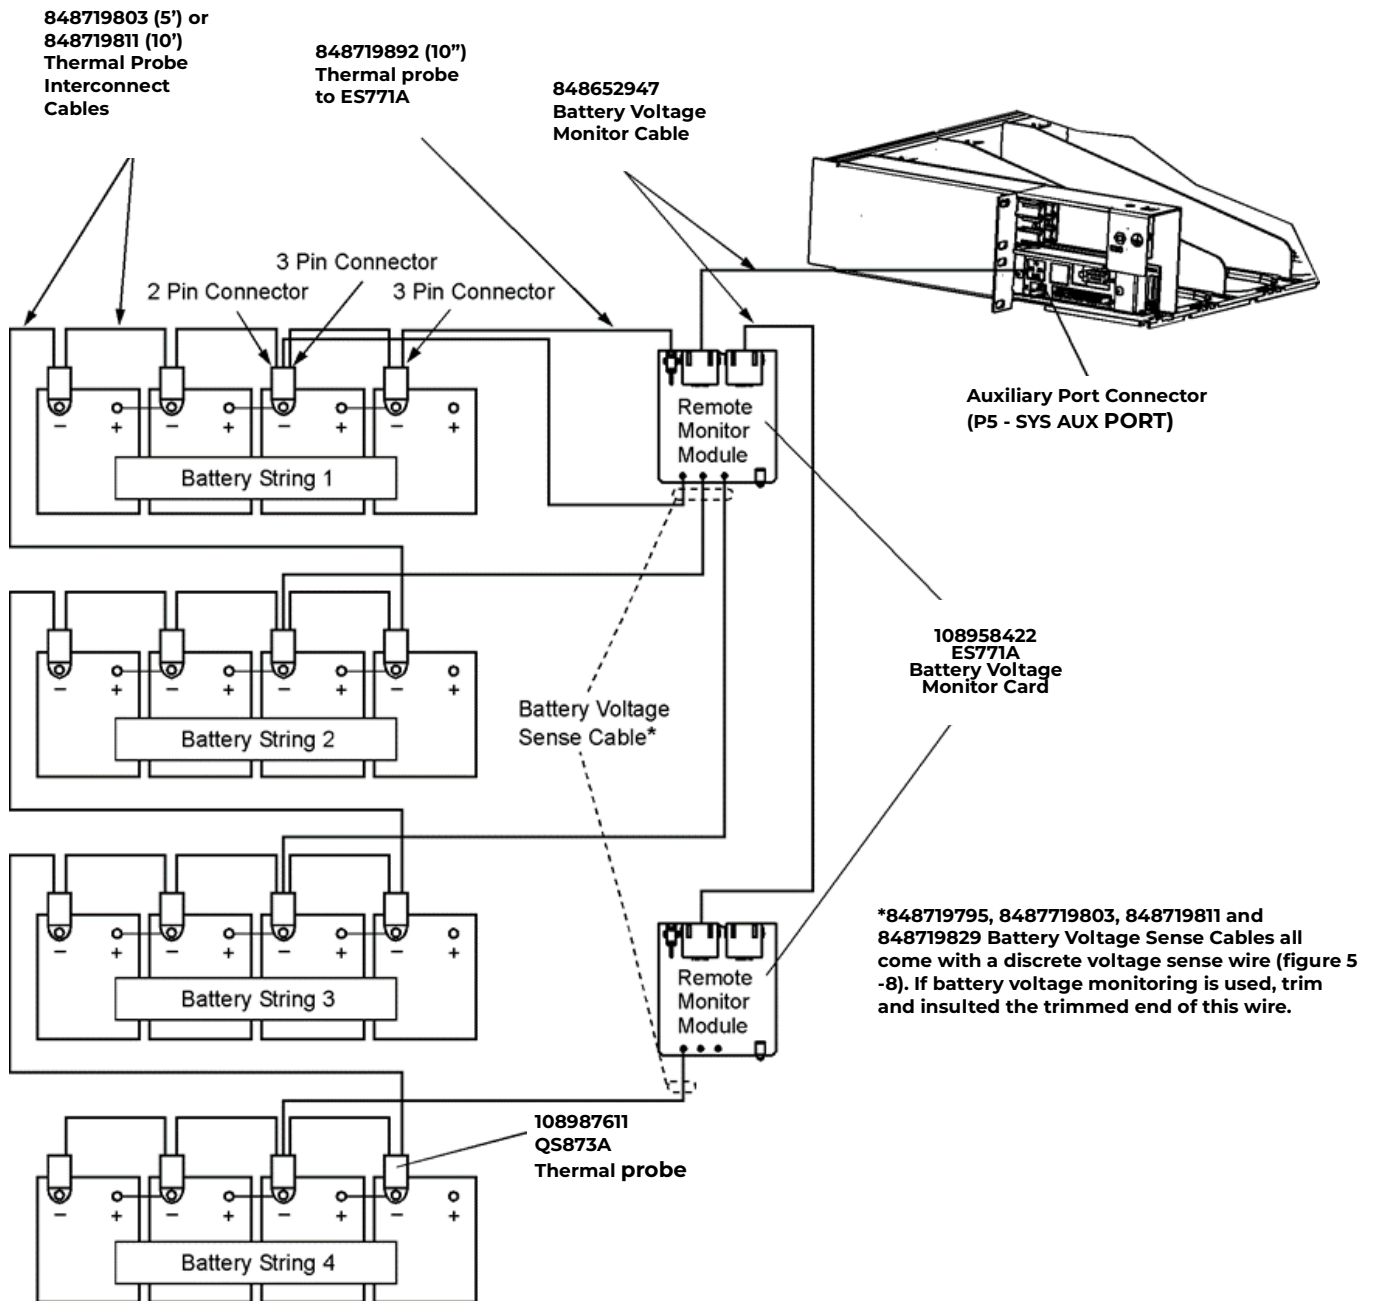 848719803 (5’) or
848719811 (10’)
Thermal Probe
Interconnect
Cables
848719892 (10”)
Thermal probe
to ES771A
848652947
Battery Voltage
Monitor Cable
3 Pin Connector
2 Pin Connector
3 Pin Connector
Auxiliary Port Connector
(P5 - SYS AUX PORT)
Remote
Monitor
Module
– + – + – + – +
Battery String 1
108958422
ES771A
Battery Voltage
Monitor Card
– + – + – + – +
Battery String 2
Battery Voltage
Sense Cable*
*848719795, 8487719803, 848719811 and
848719829 Battery Voltage Sense Cables all
come with a discrete voltage sense wire (figure 5
-8). If battery voltage monitoring is used, trim
and insulted the trimmed end of this wire.
– + – + – + – +
Battery String 3
Remote
Monitor
Module
108987611
QS873A
Thermal probe
– + – + – + – +
Battery String 4